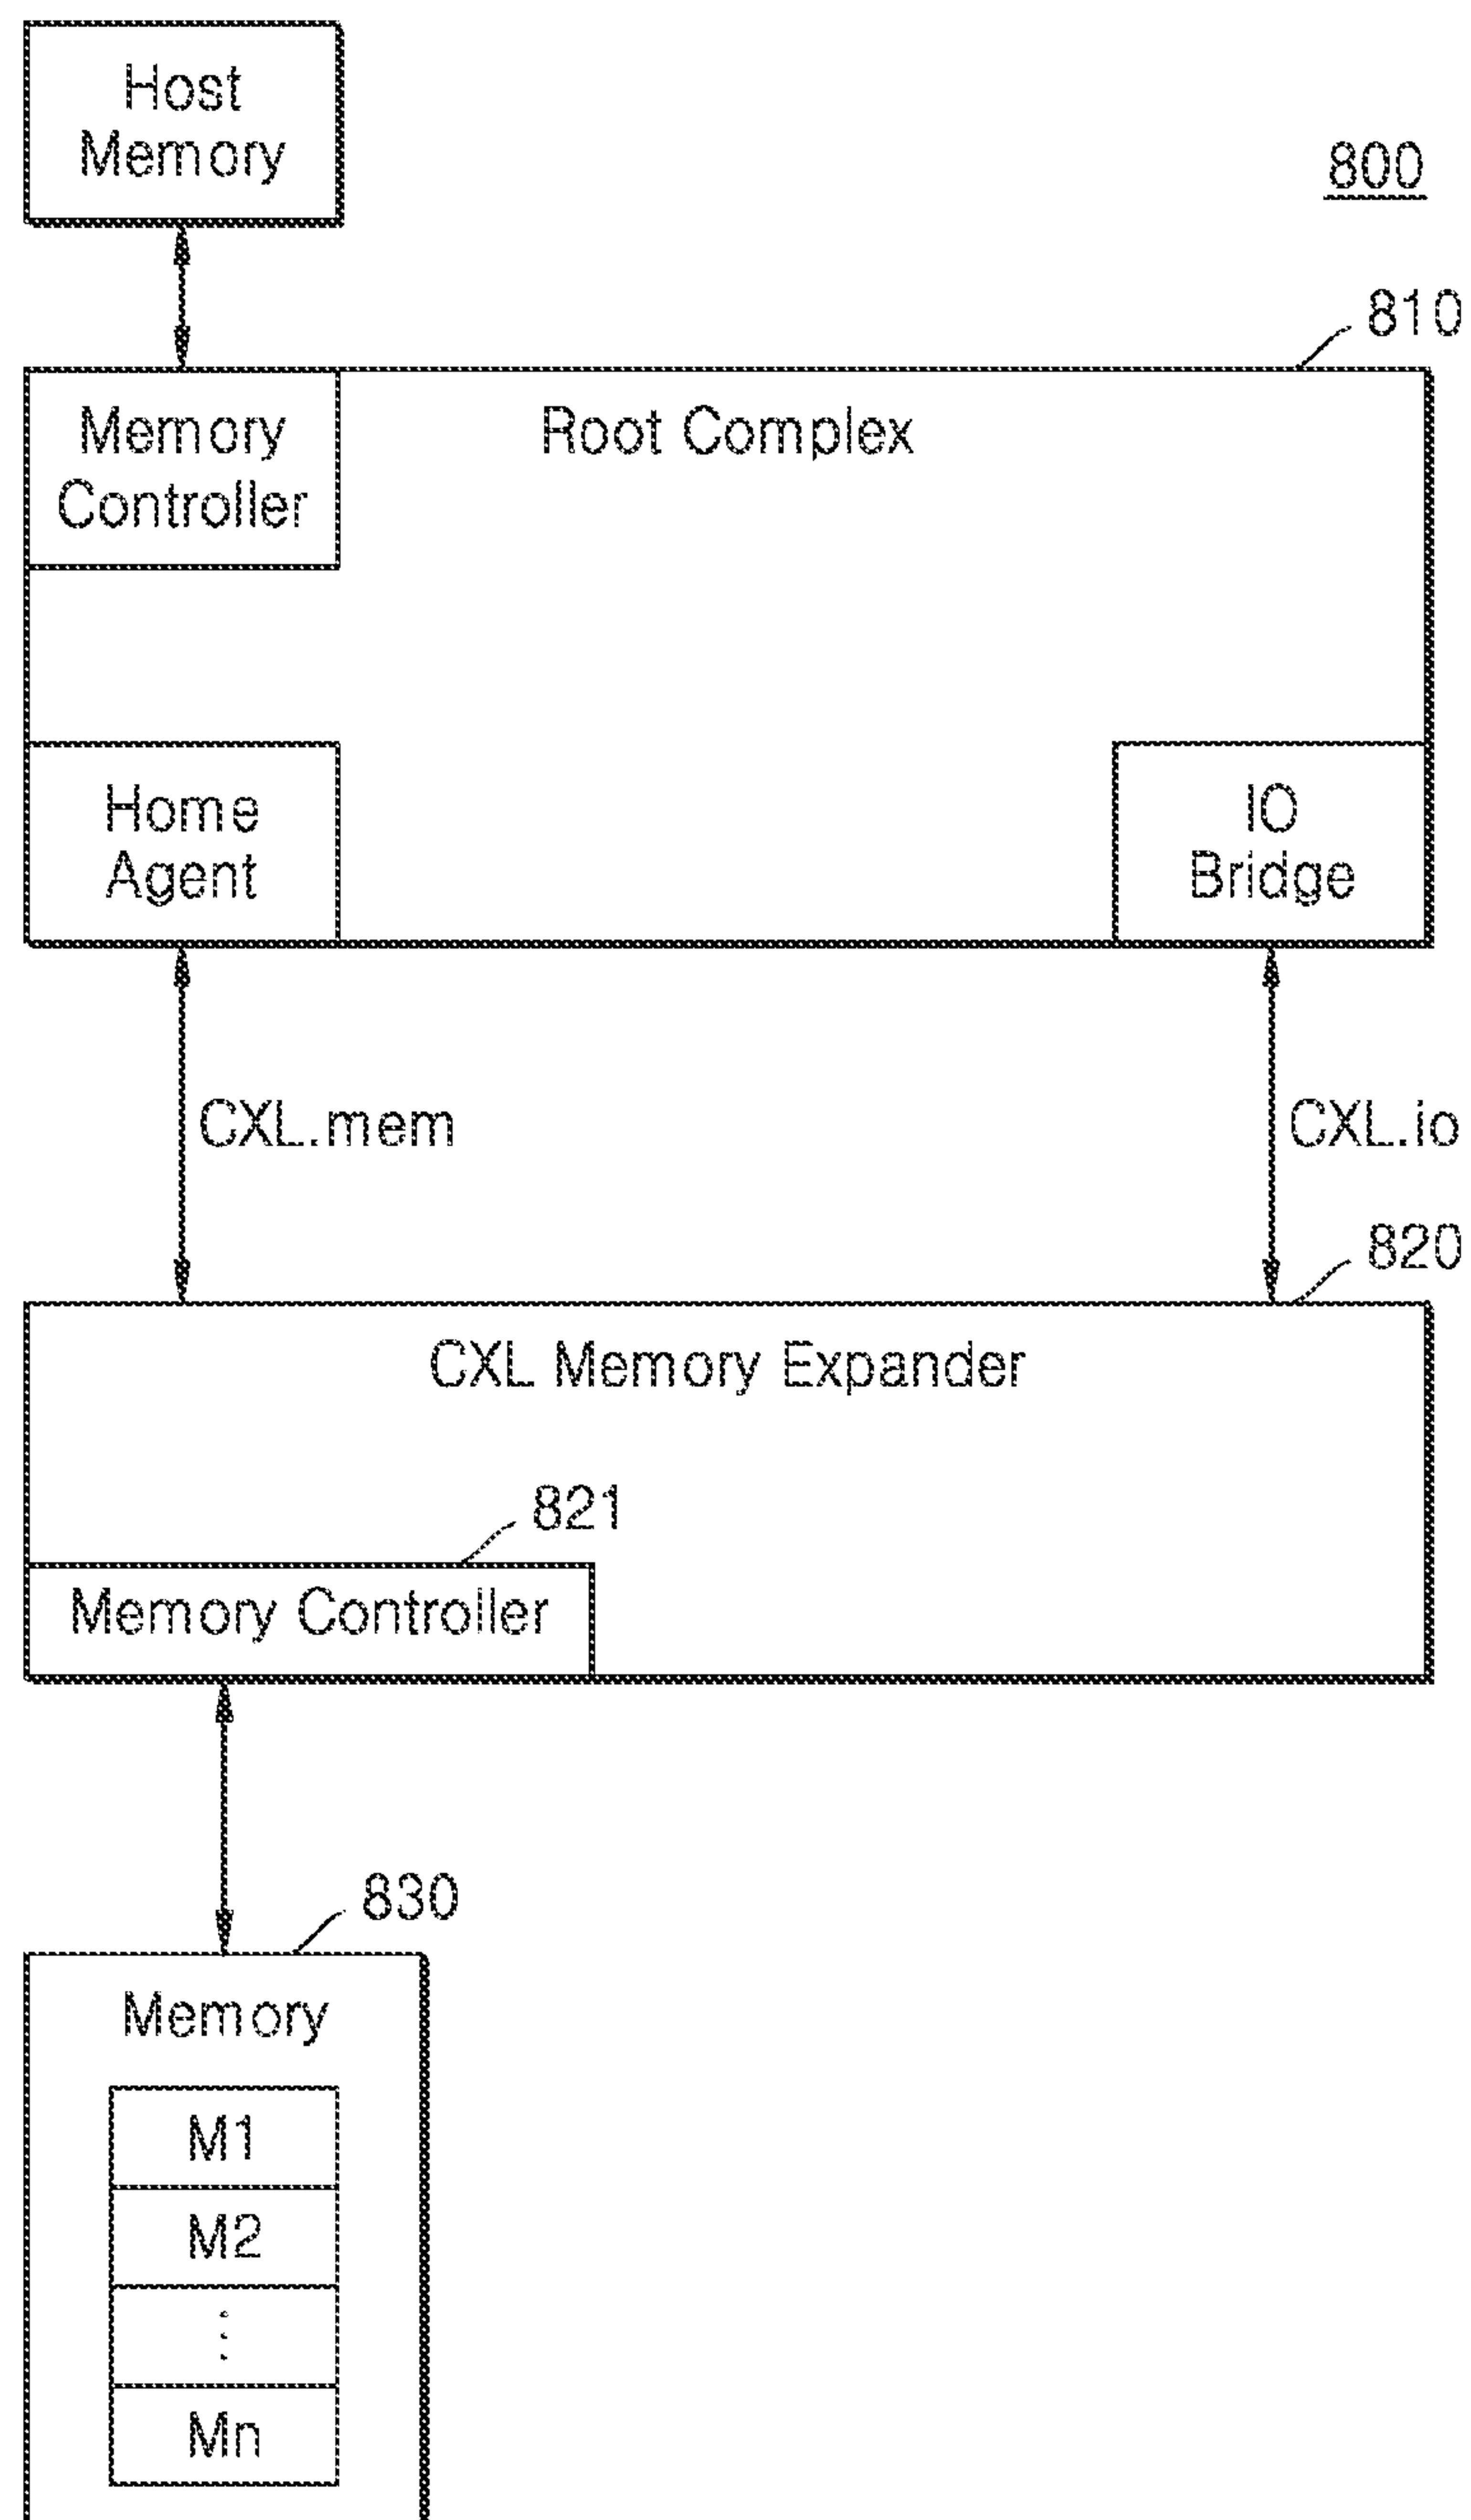 Host
Memory
800
810
Memory
Controller
Root Complex
Home
Agent
IO
Bridge
CXL.mem
CXL.io
820
CXL Memory Expander
821
Memory Controller
830
Memory
M1
M2
⋮
Mn